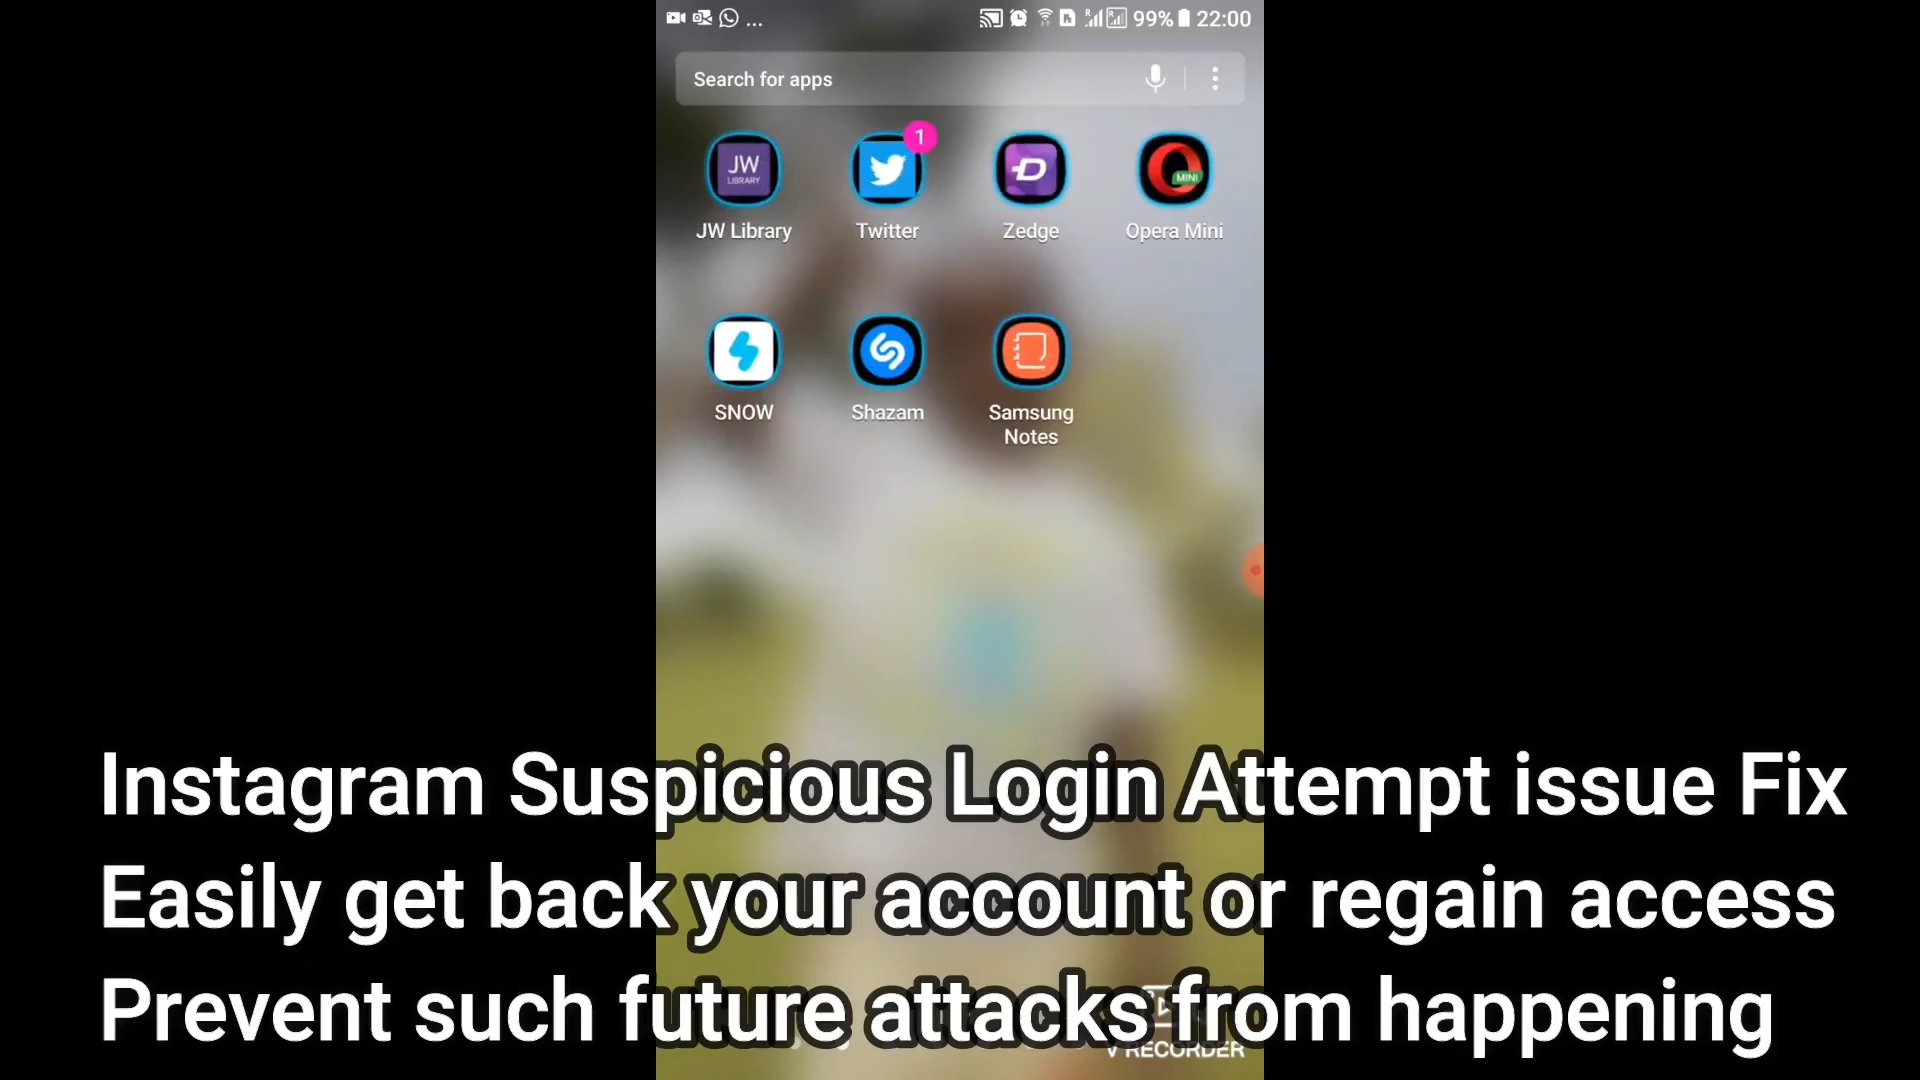 ... 99% 22:00
Search for apps
JW LIBRARY 1 MINI
JW Library Twitter Zedge Opera Mini
SNOW Shazam Samsung Notes
Instagram Suspicious Login Attempt issue Fix
Easily get back your account or regain access
Prevent such future attacks from happening
V RECORDER